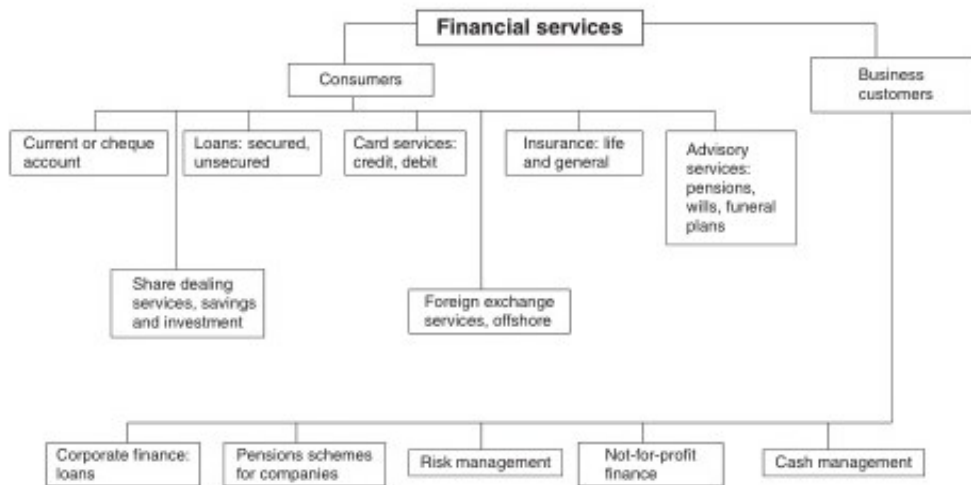 Financial services
Consumers
Business
customers
Current or cheque
account
Loans: secured,
unsecured
Card services:
credit, debit
Insurance: life
and general
Advisory
services:
pensions,
wills, funeral
plans
Share dealing
services, savings
and investment
Foreign exchange
services, offshore
Corporate finance:
loans
Pensions schemes
for companies
Risk management
Not-for-profit
finance
Cash management